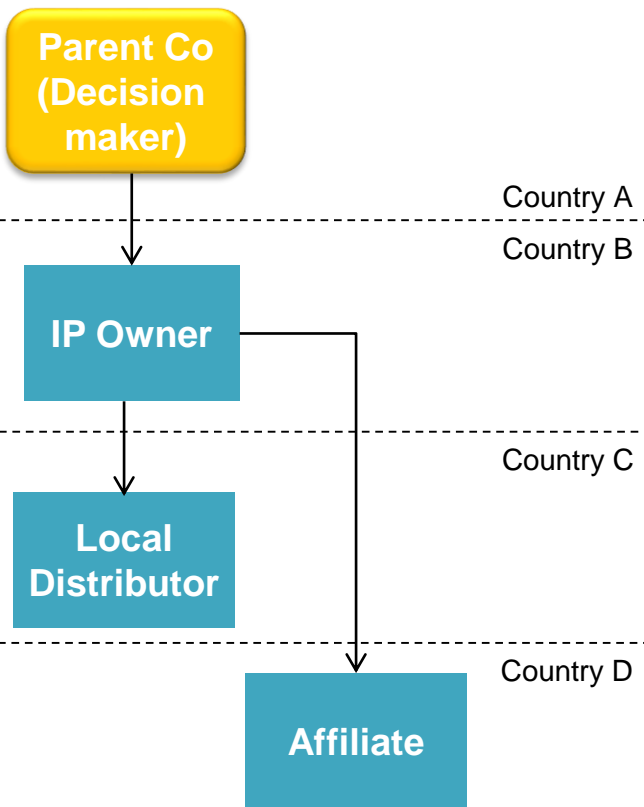 Parent Co
(Decision
maker)
Country A
Country B
IP Owner
Country C
Local
Distributor
Country D
Affiliate